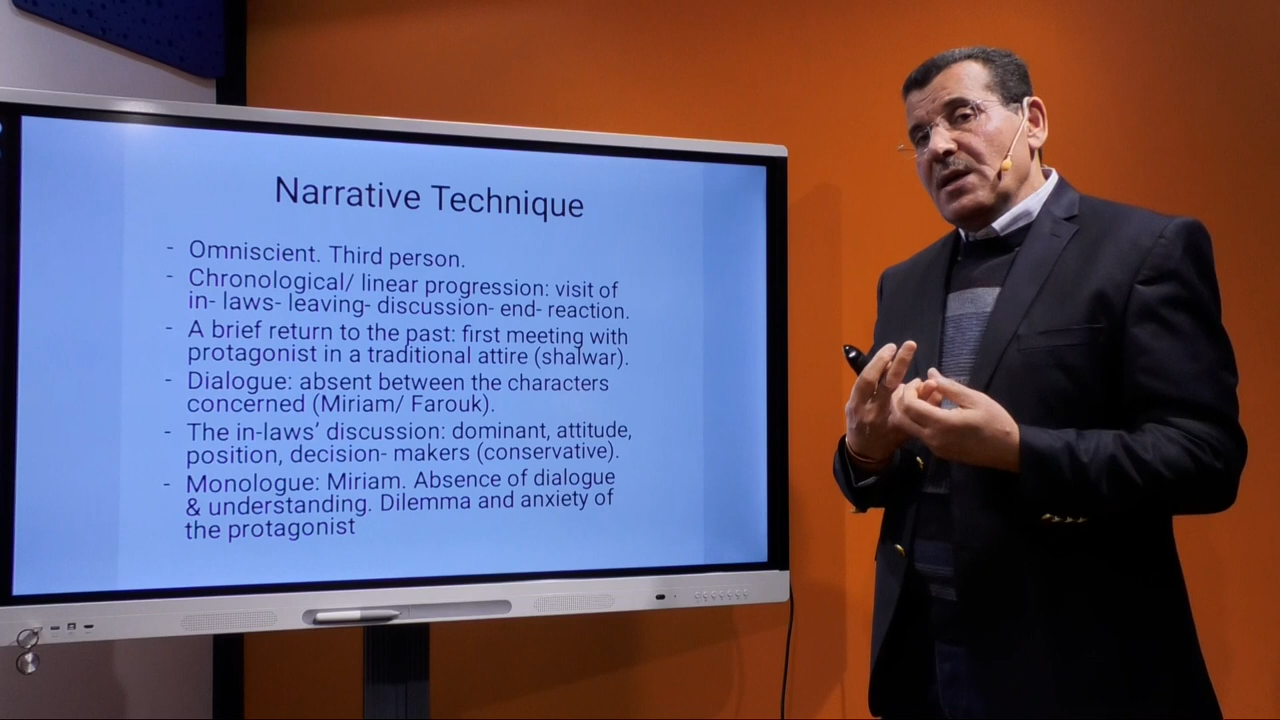 Narrative Technique
- Omniscient. Third person.
- Chronological/ linear progression: visit of
in- laws- leaving- discussion- end- reaction.
- A brief return to the past: first meeting with
protagonist in a traditional attire (shalwar).
- Dialogue: absent between the characters
concerned (Miriam/ Farouk).
- The in-laws' discussion: dominant, attitude,
position, decision- makers (conservative).
- Monologue: Miriam. Absence of dialogue
& understanding. Dilemma and anxiety of
the protagonist